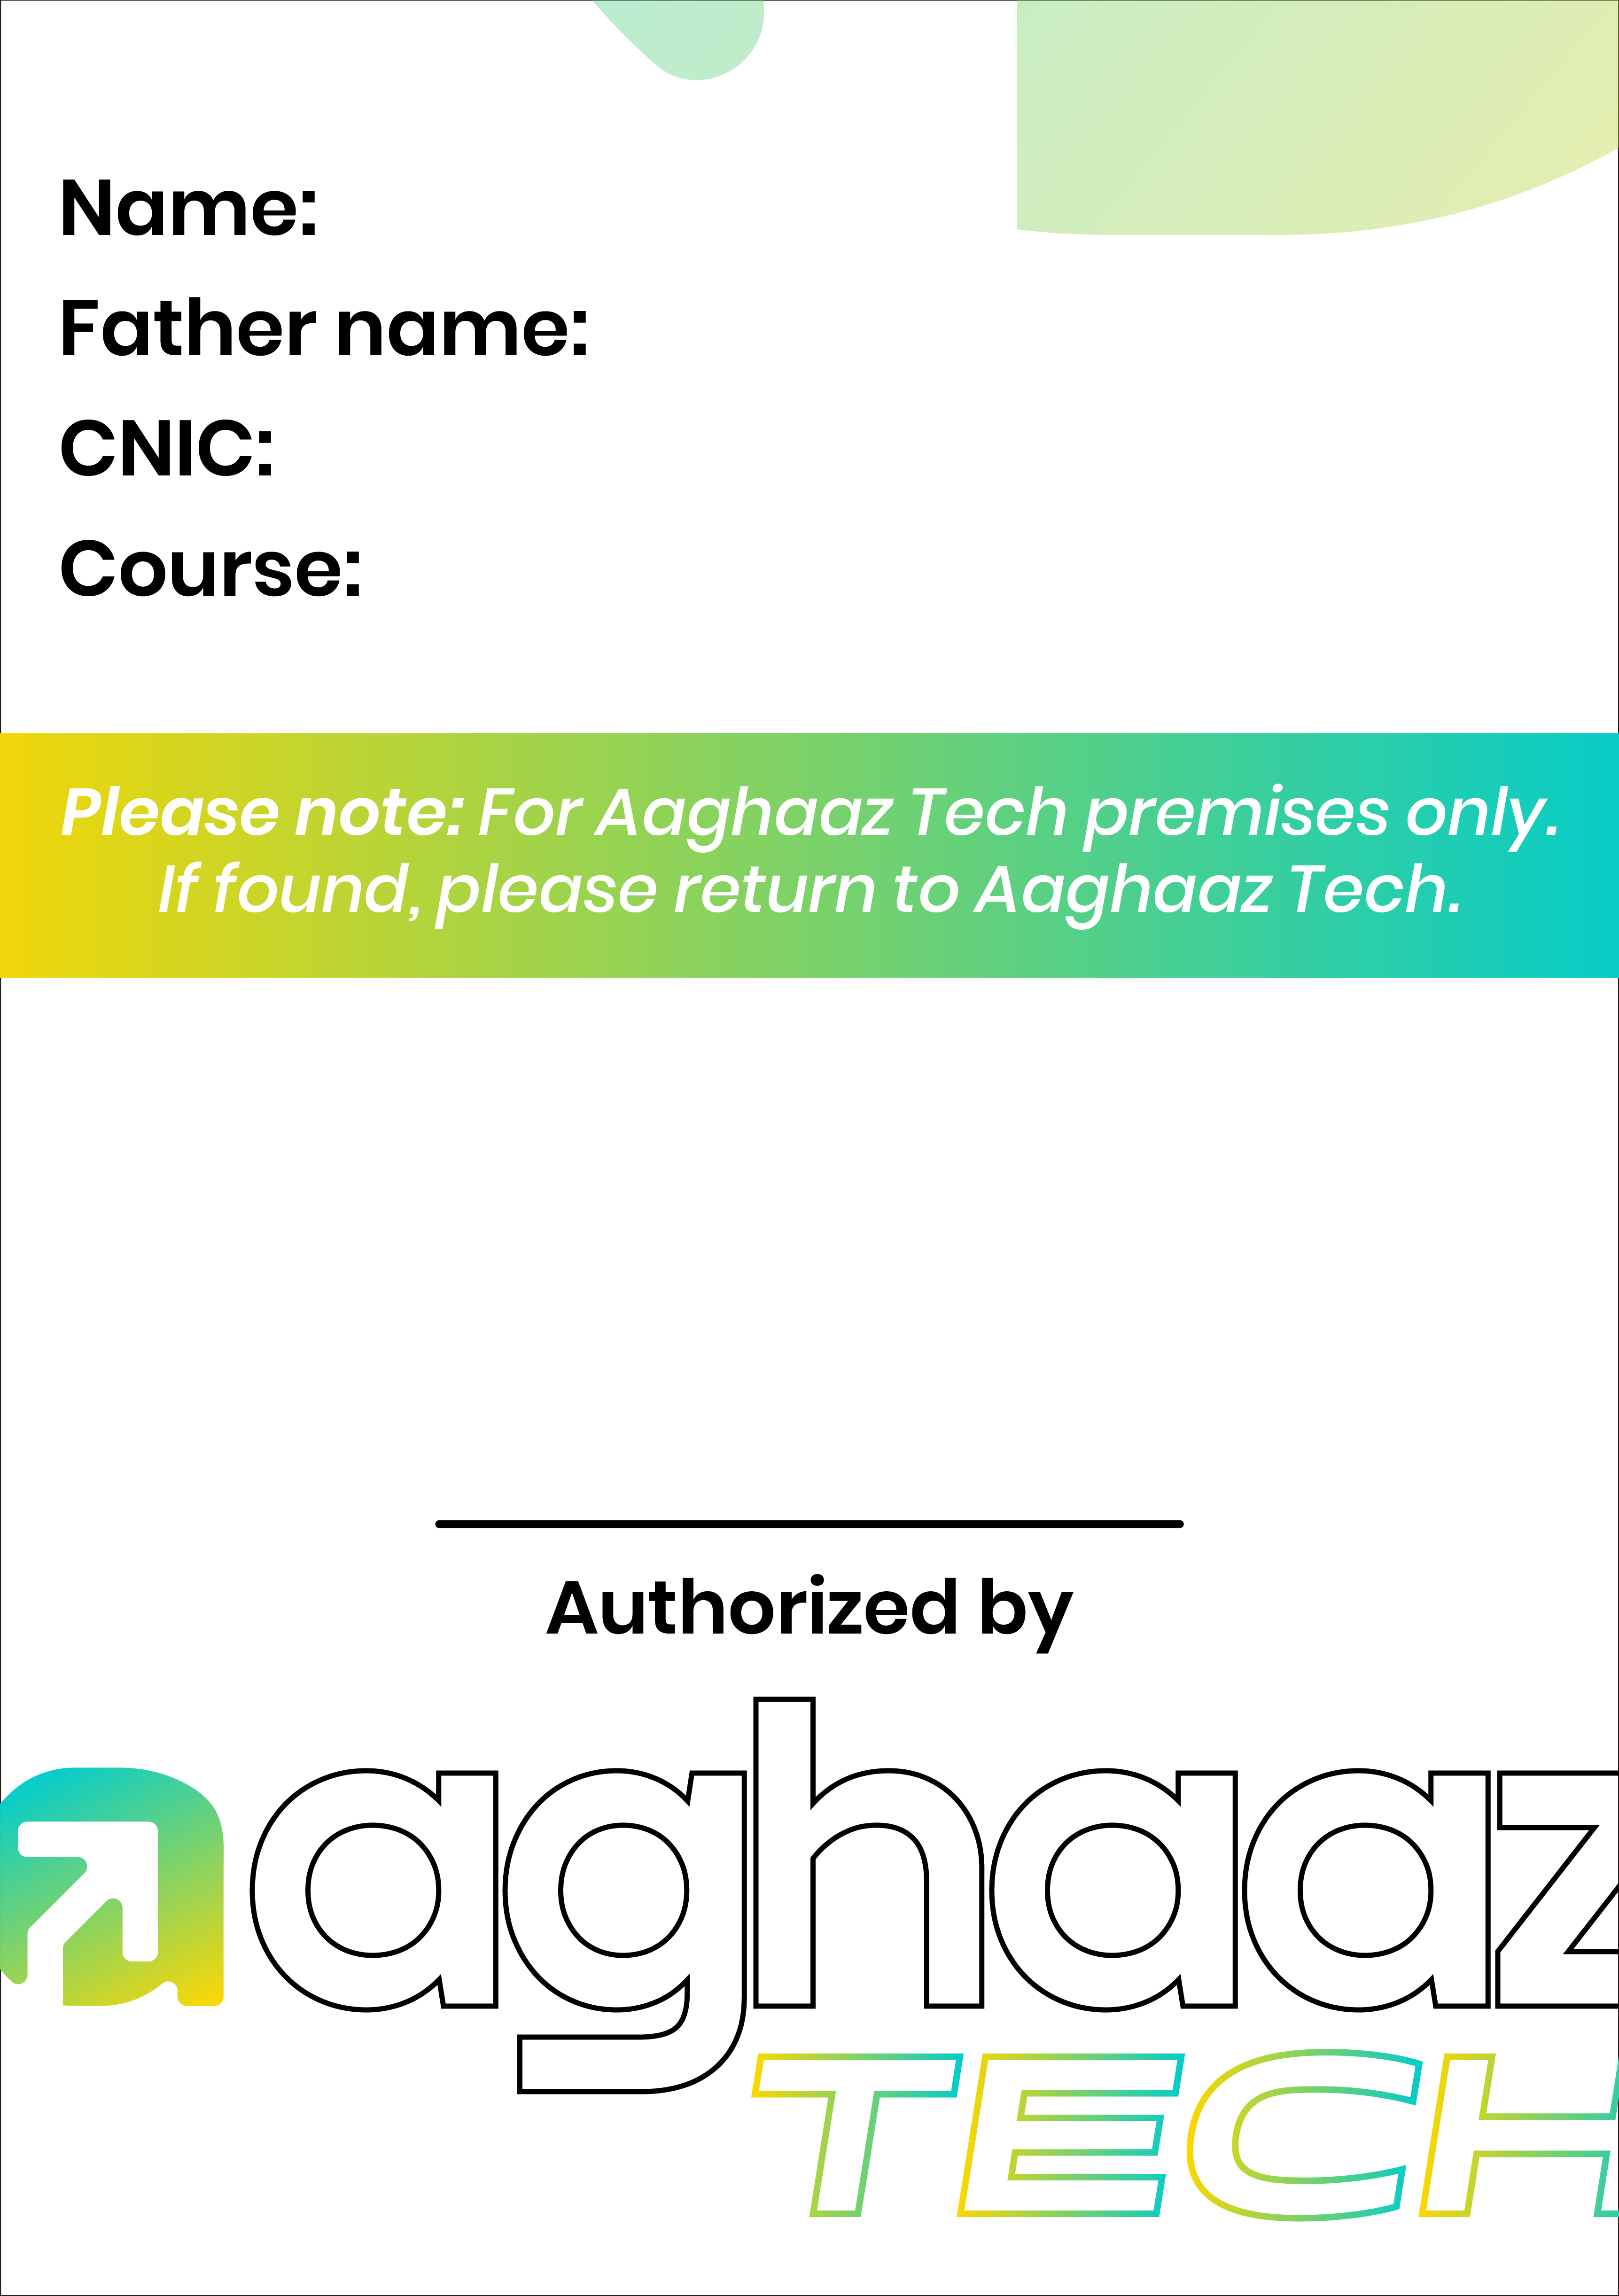 Name:
Father name:
CNIC:
Course:
Please note: For Aaghaaz Tech premises only.
If found, please return to Aaghaaz Tech.
Authorized by
aghaaz
TECH